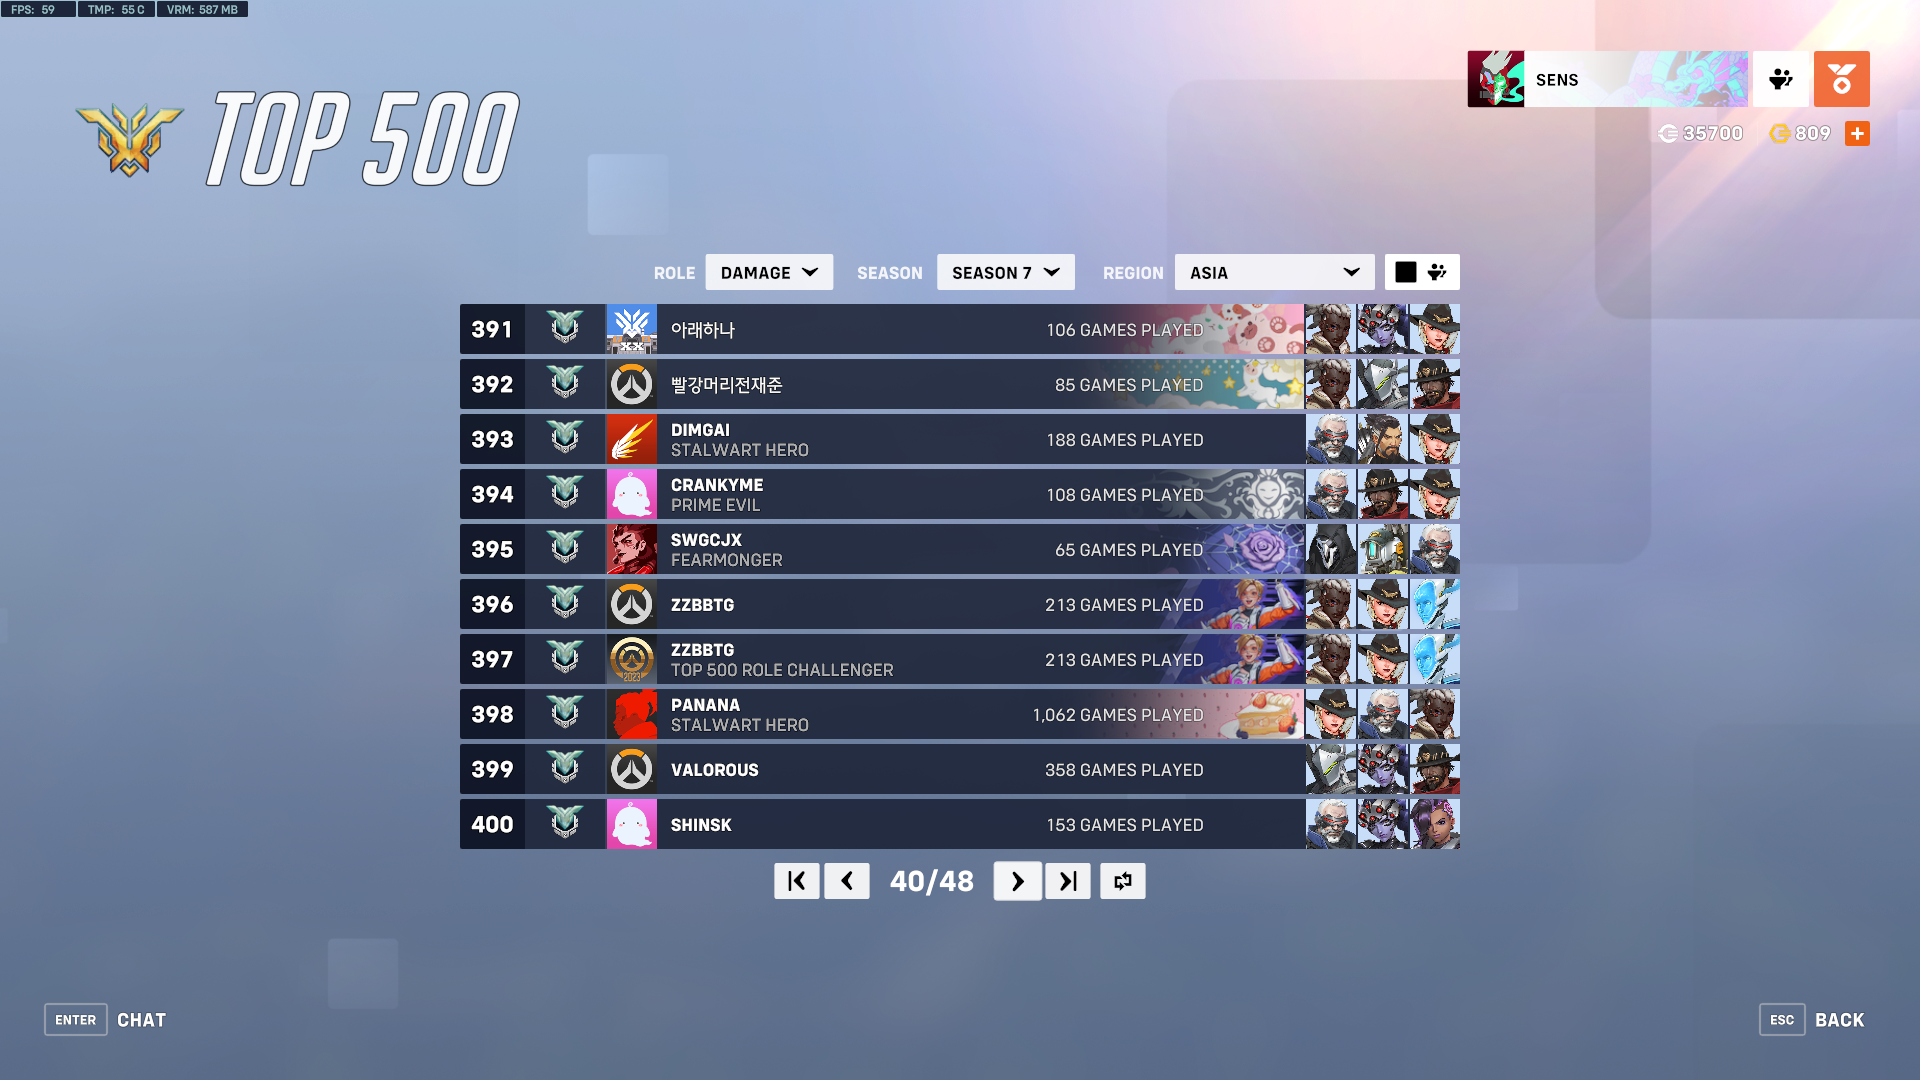 FPS: 59 TMP: 55 C VRM: 587 MB
TOP 500
SENS
35700 809
ROLE DAMAGE SEASON SEASON 7 REGION ASIA
391 아래하나 106 GAMES PLAYED
392 빨강머리전재준 85 GAMES PLAYED
393 DIMGAI 188 GAMES PLAYED
STALWART HERO
394 CRANKYME 108 GAMES PLAYED
PRIME EVIL
395 SWGCJX 65 GAMES PLAYED
FEARMONGER
396 ZZBBTG 213 GAMES PLAYED
397 ZZBBTG 213 GAMES PLAYED
TOP 500 ROLE CHALLENGER
2023
398 PANANA 1,062 GAMES PLAYED
STALWART HERO
399 VALOROUS 358 GAMES PLAYED
400 SHINSK 153 GAMES PLAYED
40/48
ENTER CHAT
ESC BACK